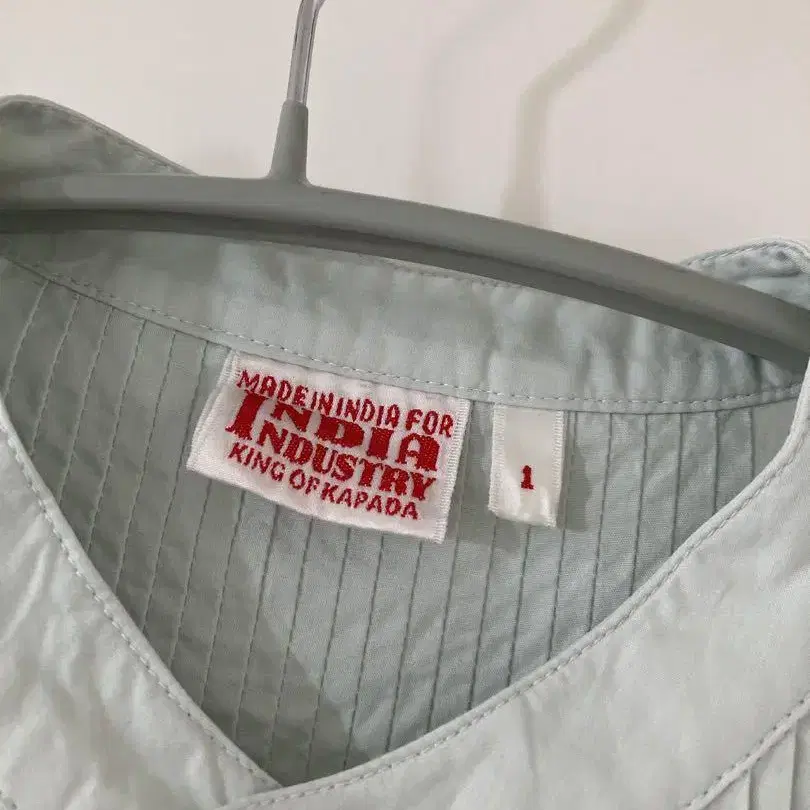 MADE IN INDIA FOR
INDIA
INDUSTRY
KING OF KAPADA
1